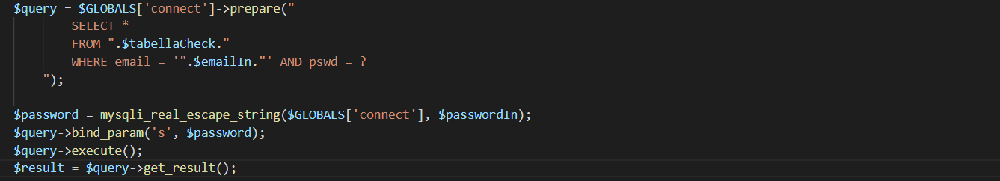 $query = $GLOBALS['connect']->prepare("
SELECT *
FROM ".$tabellaCheck."
WHERE email = '".$emailIn."' AND pswd = ?
");
$password = mysqli_real_escape_string($GLOBALS['connect'], $passwordIn);
$query->bind_param('s', $password);
$query->execute();
$result = $query->get_result();